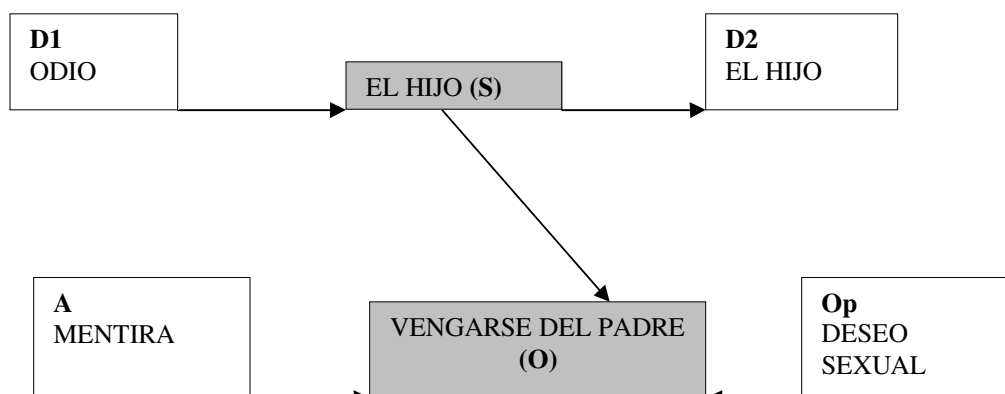 D1
ODIO
EL HIJO (S)
D2
EL HIJO
A
MENTIRA
VENGARSE DEL PADRE
(O)
Op
DESEO
SEXUAL